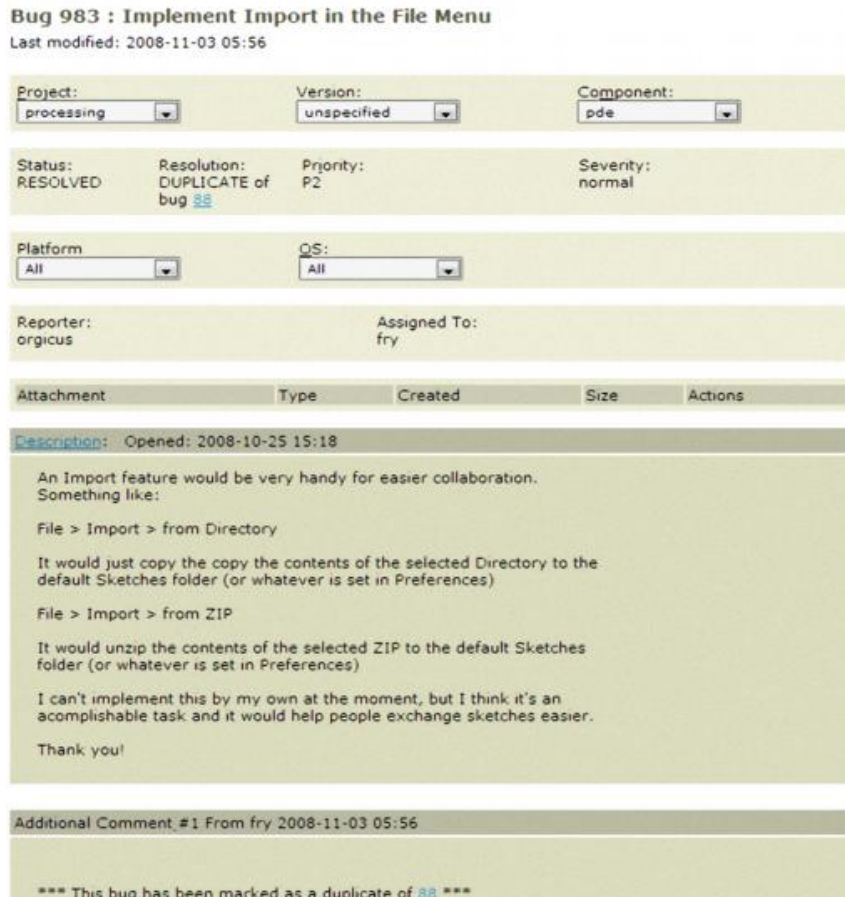 Bug 983 : Implement Import in the File Menu
Last modified: 2008-11-03 05:56
Project: Version: Component:
processing unspecified pde
Status: Resolution: Priority: Severity:
RESOLVED DUPLICATE of P2 normal
bug 88
Platform OS:
All All
Reporter: Assigned To:
orgicus fry
Attachment Type Created Size Actions
Description: Opened: 2008-10-25 15:18
An Import feature would be very handy for easier collaboration.
Something like:
File > Import > from Directory
It would just copy the copy the contents of the selected Directory to the
default Sketches folder (or whatever is set in Preferences)
File > Import > from ZIP
It would unzip the contents of the selected ZIP to the default Sketches
folder (or whatever is set in Preferences)
I can't implement this by my own at the moment, but I think it's an
acomplishable task and it would help people exchange sketches easier.
Thank you!
Additional Comment #1 From fry 2008-11-03 05:56
*** This bug has been marked as a duplicate of 88 ***